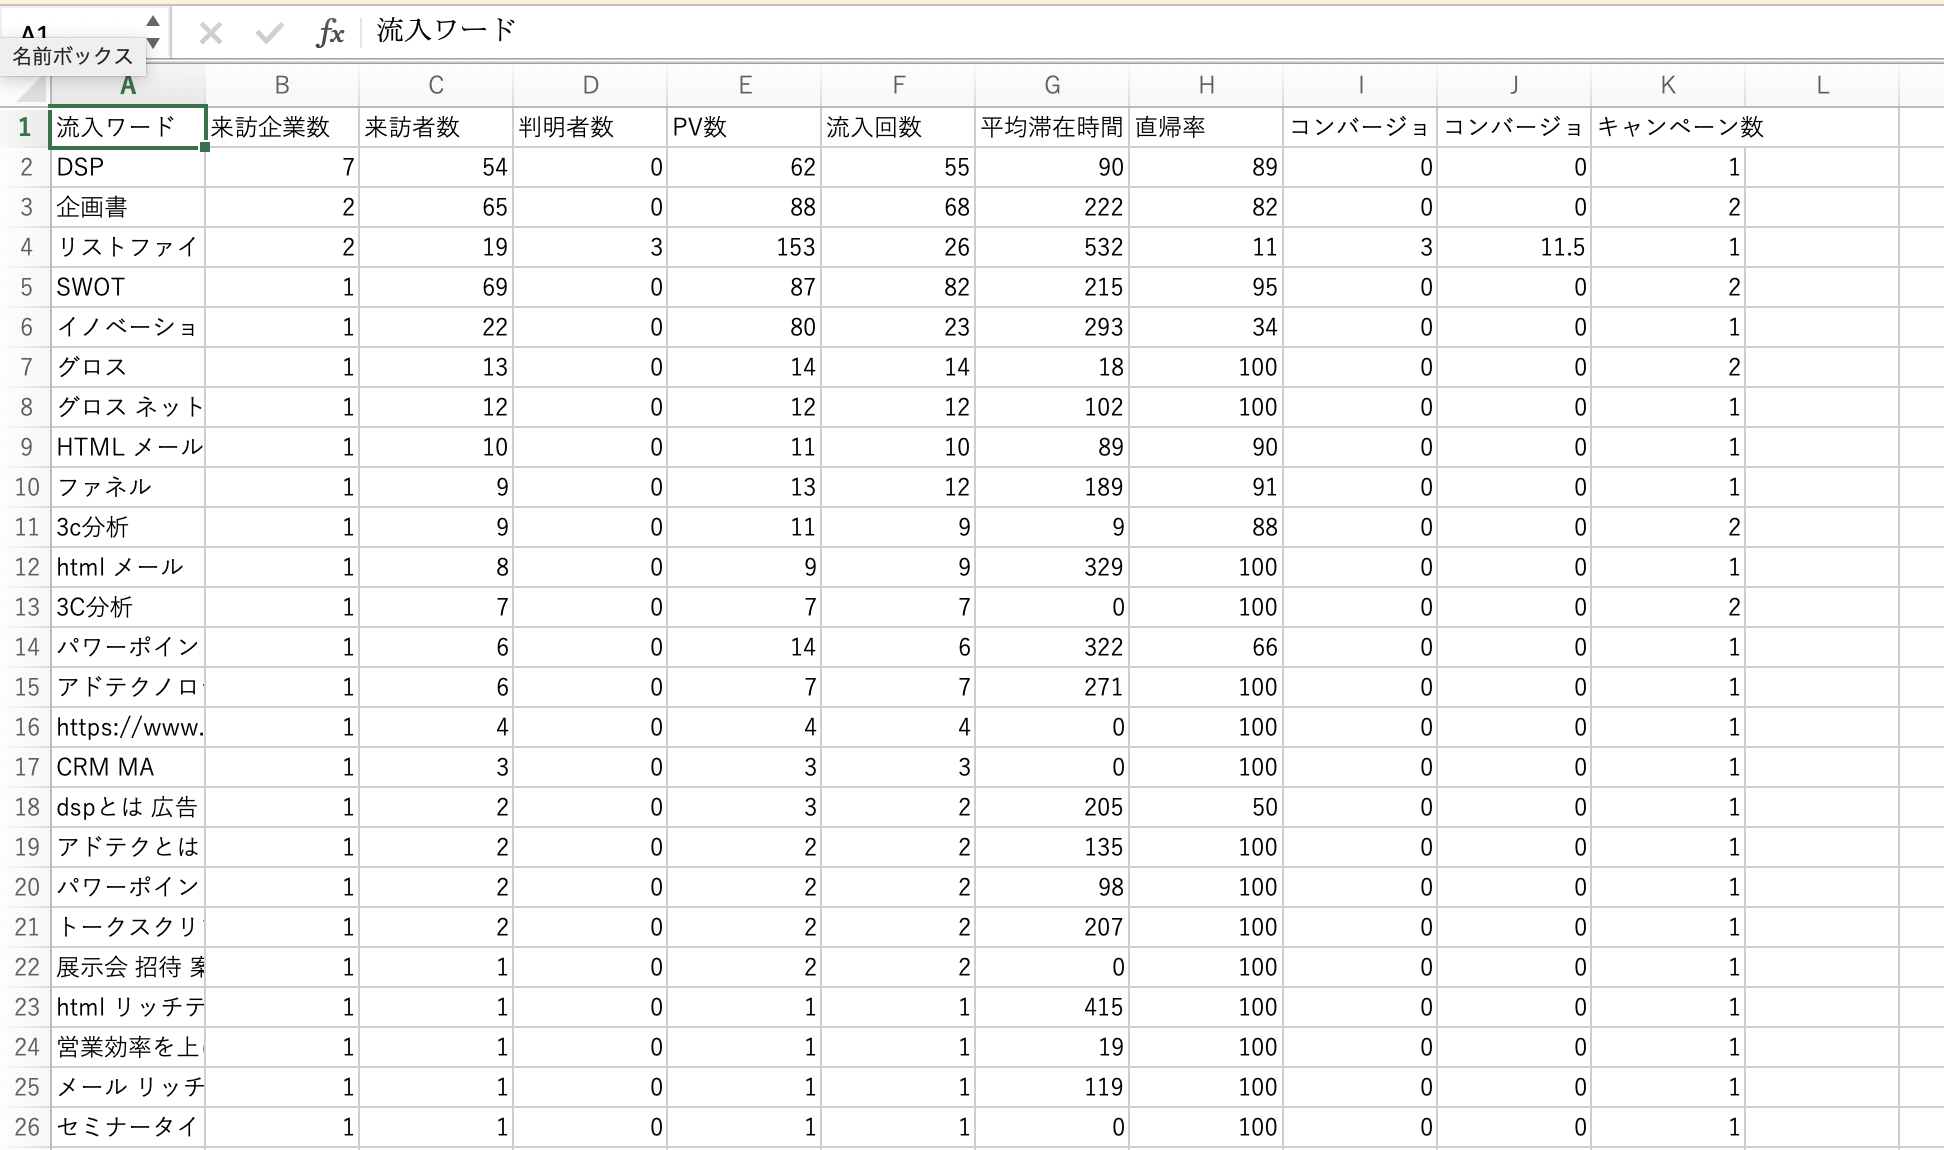 A1 fx 流入ワード
名前ボックス
A B C D E F G H I J K L
1 流入ワード 来訪企業数 来訪者数 判明者数 PV数 流入回数 平均滞在時間 直帰率 コンバージョ コンバージョ キャンペーン数
2 DSP 7 54 0 62 55 90 89 0 0 1
3 企画書 2 65 0 88 68 222 82 0 0 2
4 リストファイ 2 19 3 153 26 532 11 3 11.5 1
5 SWOT 1 69 0 87 82 215 95 0 0 2
6 イノベーショ 1 22 0 80 23 293 34 0 0 1
7 グロス 1 13 0 14 14 18 100 0 0 2
8 グロス ネット 1 12 0 12 12 102 100 0 0 1
9 HTML メール 1 10 0 11 10 89 90 0 0 1
10 ファネル 1 9 0 13 12 189 91 0 0 1
11 3c分析 1 9 0 11 9 9 88 0 0 2
12 html メール 1 8 0 9 9 329 100 0 0 1
13 3C分析 1 7 0 7 7 0 100 0 0 2
14 パワーポイン 1 6 0 14 6 322 66 0 0 1
15 アドテクノロ 1 6 0 7 7 271 100 0 0 1
16 https://www. 1 4 0 4 4 0 100 0 0 1
17 CRM MA 1 3 0 3 3 0 100 0 0 1
18 dspとは 広告 1 2 0 3 2 205 50 0 0 1
19 アドテクとは 1 2 0 2 2 135 100 0 0 1
20 パワーポイン 1 2 0 2 2 98 100 0 0 1
21 トークスクリ 1 2 0 2 2 207 100 0 0 1
22 展示会 招待 案 1 1 0 2 2 0 100 0 0 1
23 html リッチテ 1 1 0 1 1 415 100 0 0 1
24 営業効率を上 1 1 0 1 1 19 100 0 0 1
25 メール リッチ 1 1 0 1 1 119 100 0 0 1
26 セミナータイ 1 1 0 1 1 0 100 0 0 1